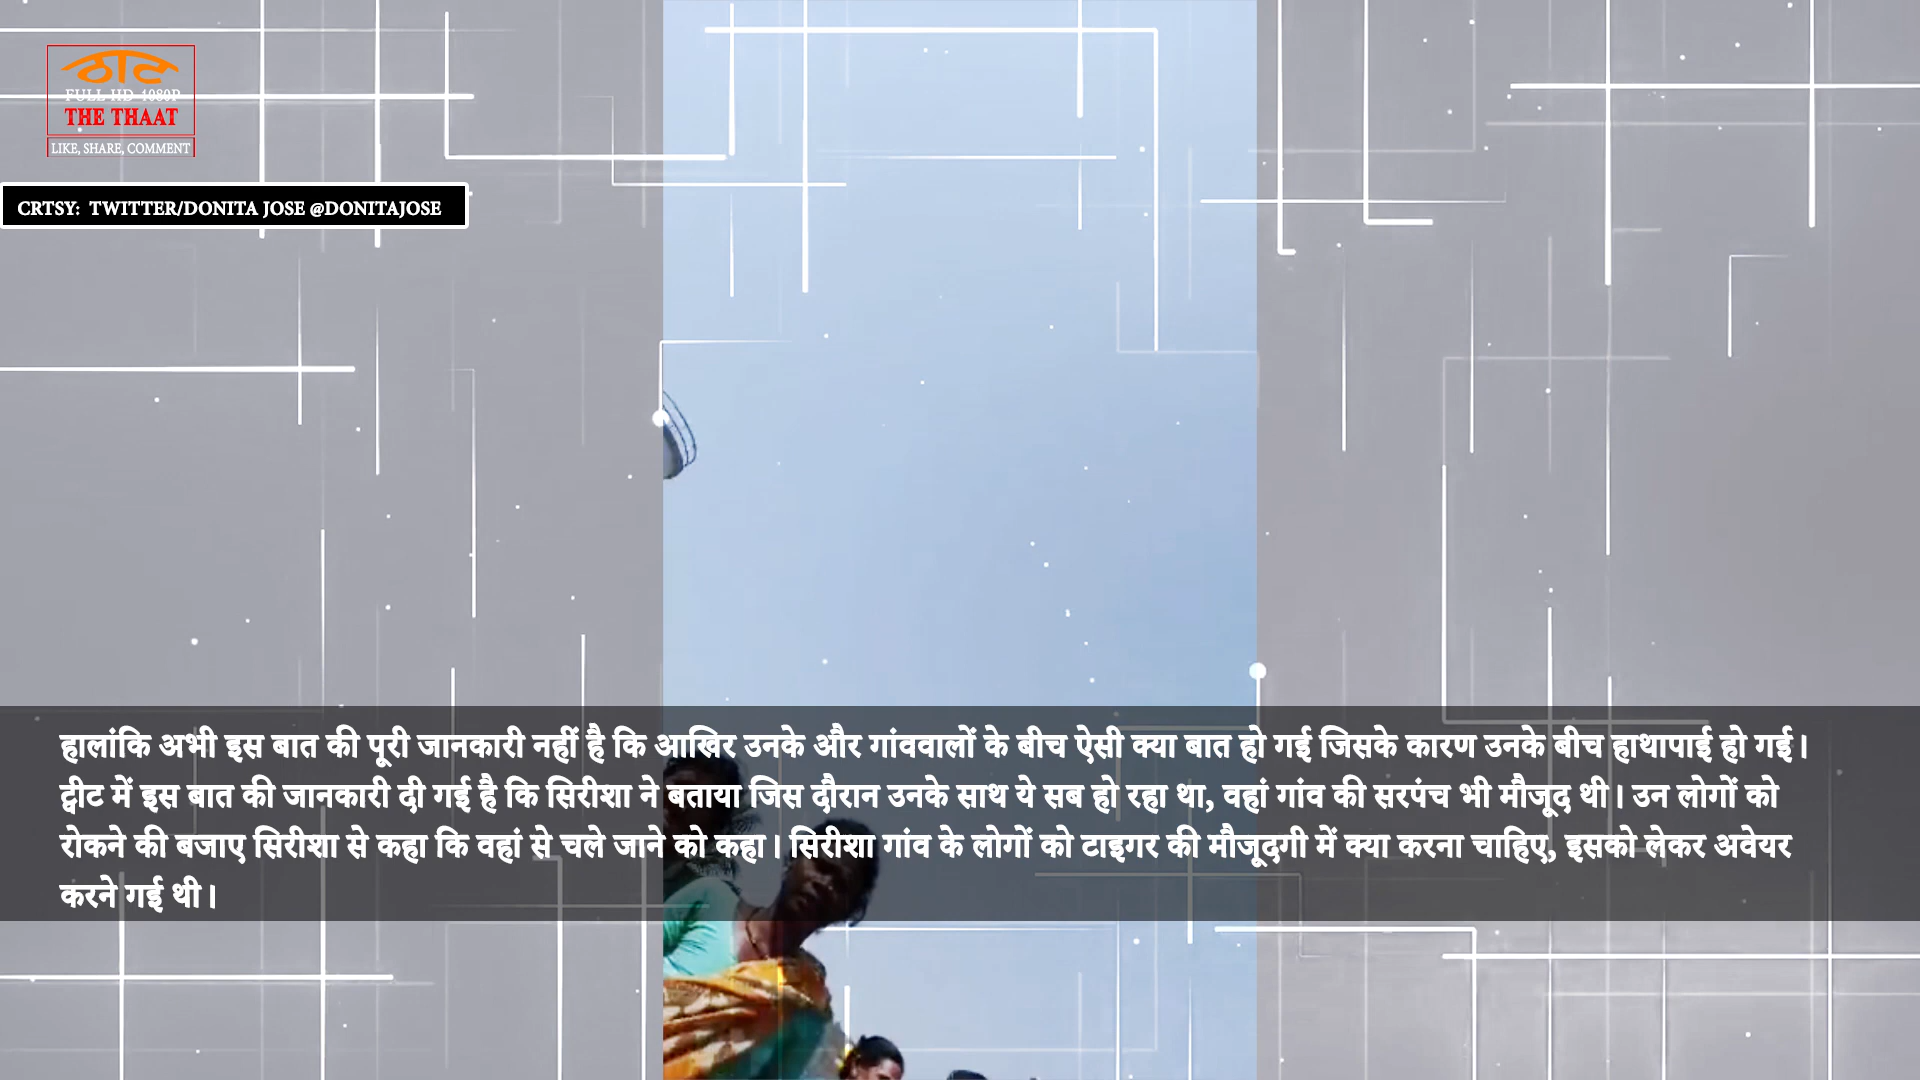 ठाट
FULL HD 1080P
THE THAAT
LIKE, SHARE, COMMENT
CRTSY: TWITTER/DONITA JOSE @DONITAJOSE
हालांकि अभी इस बात की पूरी जानकारी नहीं है कि आखिर उनके और गांववालों के बीच ऐसी क्या बात हो गई जिसके कारण उनके बीच हाथापाई हो गई।
ट्वीट में इस बात की जानकारी दी गई है कि सिरीशा ने बताया जिस दौरान उनके साथ ये सब हो रहा था, वहां गांव की सरपंच भी मौजूद थी। उन लोगों को
रोकने की बजाए सिरीशा से कहा कि वहां से चले जाने को कहा। सिरीशा गांव के लोगों को टाइगर की मौजूदगी में क्या करना चाहिए, इसको लेकर अवेयर
करने गई थी।